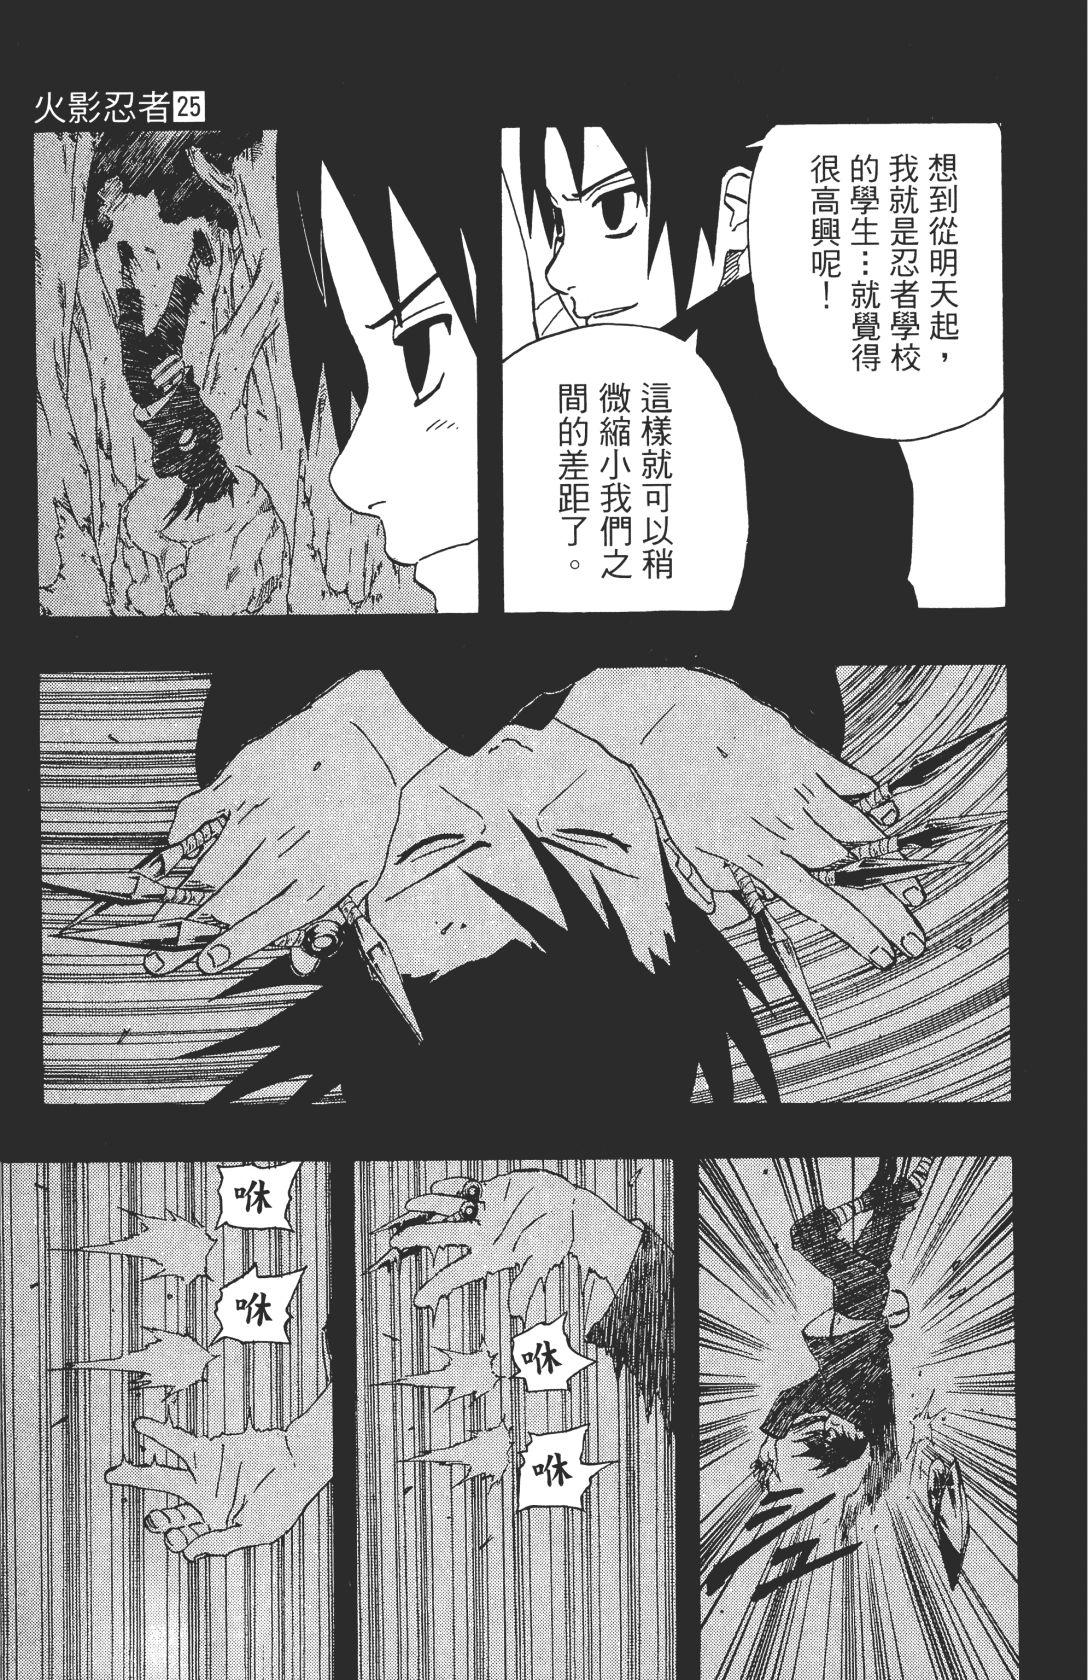 火影忍者25
想到從明天起，
我就是忍者學校
的學生…就覺得
很高興呢！
這樣就可以稍
微縮小我們之
間的差距了。
咻
咻
咻
咻